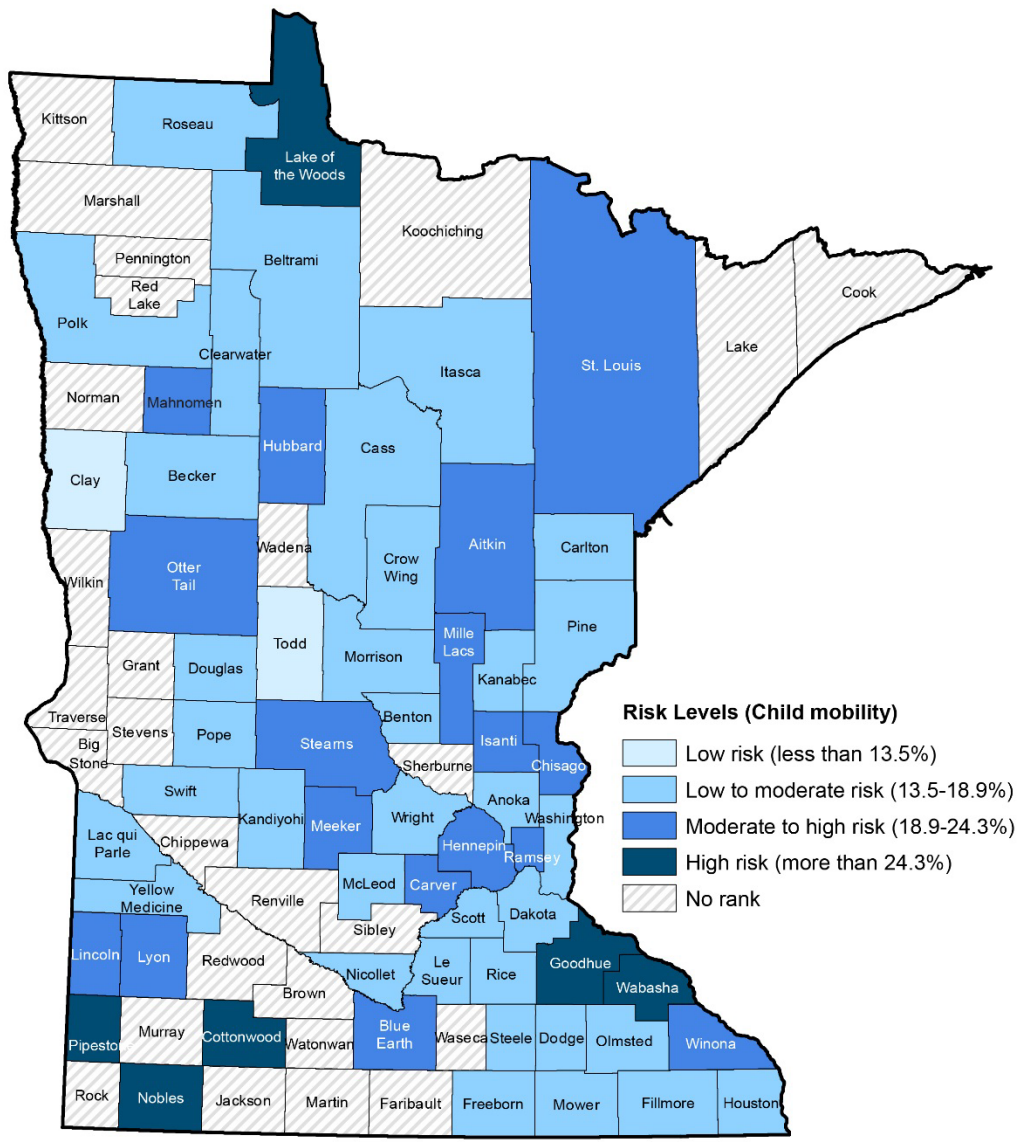 Kittson
Roseau
Lake of
the Woods
Marshall
Koochiching
Pennington
Red
Lake
Beltrami
Cook
Polk
Clearwater
Itasca
St. Louis
Lake
Norman
Mahnomen
Hubbard
Cass
Clay
Becker
Wadena
Crow
Wing
Aitkin
Carlton
Otter
Tail
Wilkin
Todd
Mille
Lacs
Pine
Grant
Douglas
Morrison
Kanabec
Traverse
Stevens
Pope
Benton
Big
Stone
Stearns
Isanti
Sherburne
Chisago
Swift
Kandiyohi
Meeker
Wright
Anoka
Washington
Lac qui
Parle
Chippewa
Hennepin
Ramsey
Yellow
Medicine
Renville
McLeod
Carver
Scott
Dakota
Sibley
Lincoln
Lyon
Redwood
Nicollet
Le
Sueur
Rice
Goodhue
Wabasha
Brown
Pipestone
Murray
Cottonwood
Watonwan
Blue
Earth
Waseca
Steele
Dodge
Olmsted
Winona
Rock
Nobles
Jackson
Martin
Faribault
Freeborn
Mower
Fillmore
Houston
Risk Levels (Child mobility)
Low risk (less than 13.5%)
Low to moderate risk (13.5-18.9%)
Moderate to high risk (18.9-24.3%)
High risk (more than 24.3%)
No rank